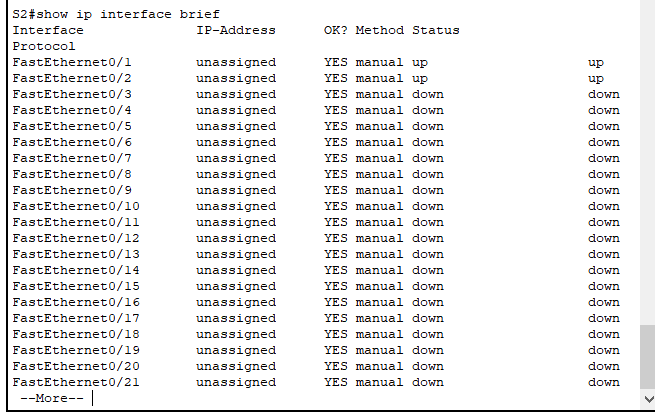 S2#show ip interface brief
Interface              IP-Address      OK? Method Status
Protocol
FastEthernet0/1        unassigned      YES manual up                    up
FastEthernet0/2        unassigned      YES manual up                    up
FastEthernet0/3        unassigned      YES manual down                  down
FastEthernet0/4        unassigned      YES manual down                  down
FastEthernet0/5        unassigned      YES manual down                  down
FastEthernet0/6        unassigned      YES manual down                  down
FastEthernet0/7        unassigned      YES manual down                  down
FastEthernet0/8        unassigned      YES manual down                  down
FastEthernet0/9        unassigned      YES manual down                  down
FastEthernet0/10       unassigned      YES manual down                  down
FastEthernet0/11       unassigned      YES manual down                  down
FastEthernet0/12       unassigned      YES manual down                  down
FastEthernet0/13       unassigned      YES manual down                  down
FastEthernet0/14       unassigned      YES manual down                  down
FastEthernet0/15       unassigned      YES manual down                  down
FastEthernet0/16       unassigned      YES manual down                  down
FastEthernet0/17       unassigned      YES manual down                  down
FastEthernet0/18       unassigned      YES manual down                  down
FastEthernet0/19       unassigned      YES manual down                  down
FastEthernet0/20       unassigned      YES manual down                  down
FastEthernet0/21       unassigned      YES manual down                  down
 --More--